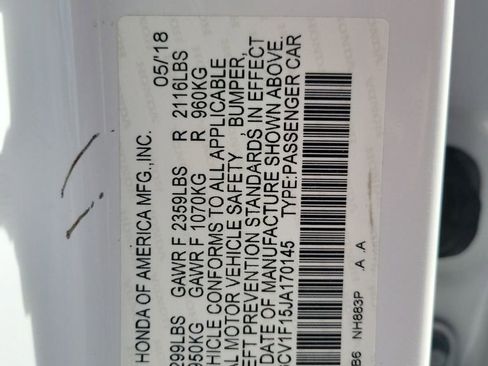 HONDA OF AMERICA MFG.,INC. 05/18
299LBS GAWR F 2359LBS R 2116LBS
950KG GAWR F 1070KG R 960KG
VEHICLE CONFORMS TO ALL APPLICABLE
MOTOR VEHICLE SAFETY , BUMPER,
EFT PREVENTION STANDARDS IN EFFECT
DATE OF MANUFACTURE SHOWN ABOVE.
CV1F15JA170145 TYPE:PASSENGER CAR
B6 NH883P A .A